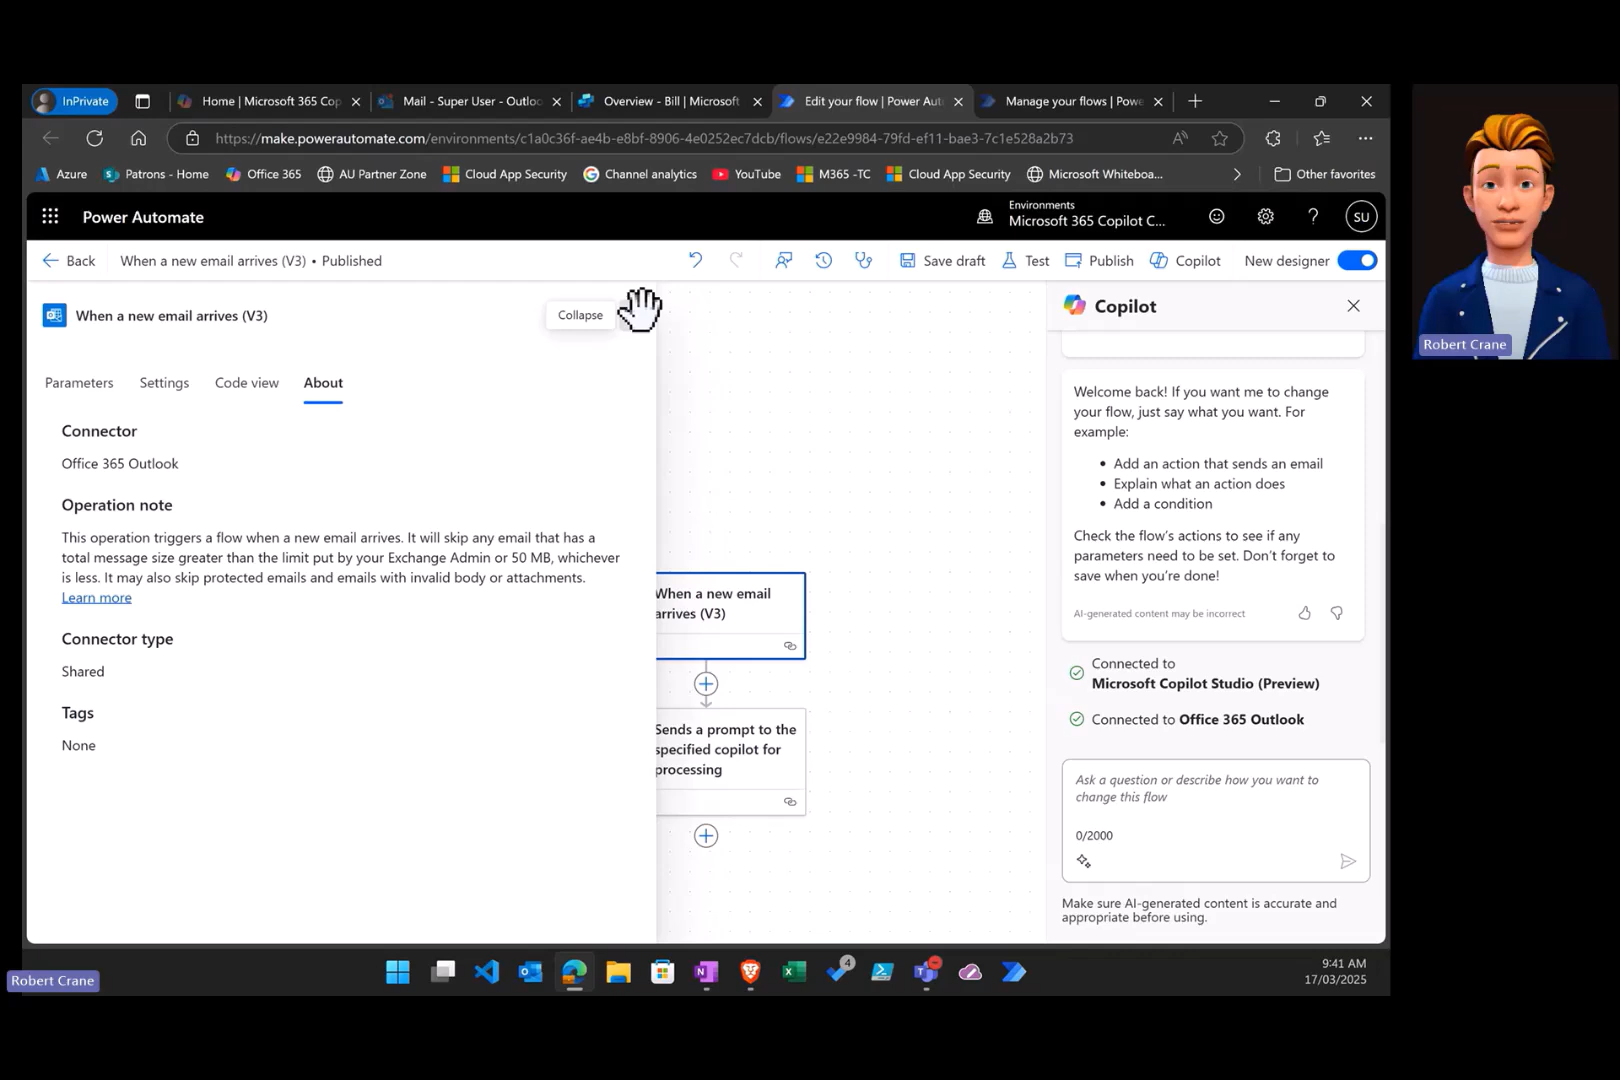 InPrivate
Home | Microsoft 365 Cop
Mail - Super User - Outloo
Overview - Bill | Microsoft
Edit your flow | Power Aut
Manage your flows | Powe
https://make.powerautomate.com/environments/c1a0c36f-ae4b-e8bf-8906-4e0252ec7dcb/flows/e22e9984-79fd-ef11-bae3-7c1e528a2b73
Azure
Patrons - Home
Office 365
AU Partner Zone
Cloud App Security
Channel analytics
YouTube
M365 -TC
Cloud App Security
Microsoft Whiteboa...
Other favorites
Power Automate
Environments
Microsoft 365 Copilot C...
SU
Back
When a new email arrives (V3) • Published
Save draft
Test
Publish
Copilot
New designer
When a new email arrives (V3)
Collapse
Parameters
Settings
Code view
About
Connector
Office 365 Outlook
Operation note
This operation triggers a flow when a new email arrives. It will skip any email that has a
total message size greater than the limit put by your Exchange Admin or 50 MB, whichever
is less. It may also skip protected emails and emails with invalid body or attachments.
Learn more
Connector type
Shared
Tags
None
When a new email
arrives (V3)
Sends a prompt to the
specified copilot for
processing
Copilot
Welcome back! If you want me to change
your flow, just say what you want. For
example:
• Add an action that sends an email
• Explain what an action does
• Add a condition
Check the flow's actions to see if any
parameters need to be set. Don't forget to
save when you're done!
AI-generated content may be incorrect
Connected to
Microsoft Copilot Studio (Preview)
Connected to Office 365 Outlook
Ask a question or describe how you want to
change this flow
0/2000
Make sure AI-generated content is accurate and
appropriate before using.
4
9:41 AM
17/03/2025
Robert Crane
Robert Crane